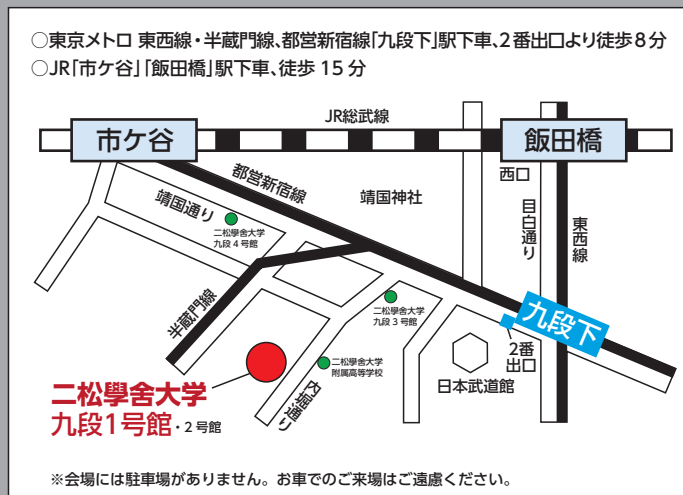 ○東京メトロ 東西線・半蔵門線、都営新宿線「九段下」駅下車、2番出口より徒歩8分
○JR「市ケ谷」「飯田橋」駅下車、徒歩 15 分
JR総武線
市ケ谷
飯田橋
都営新宿線
靖国神社
西口
靖国通り
目白通り
東西線
二松學舍大学
九段4号館
半蔵門線
二松學舍大学
九段3号館
九段下
2番
出口
二松學舍大学
附属高等学校
日本武道館
内堀通り
二松學舍大学
九段1号館・2号館
※会場には駐車場がありません。お車でのご来場はご遠慮ください。